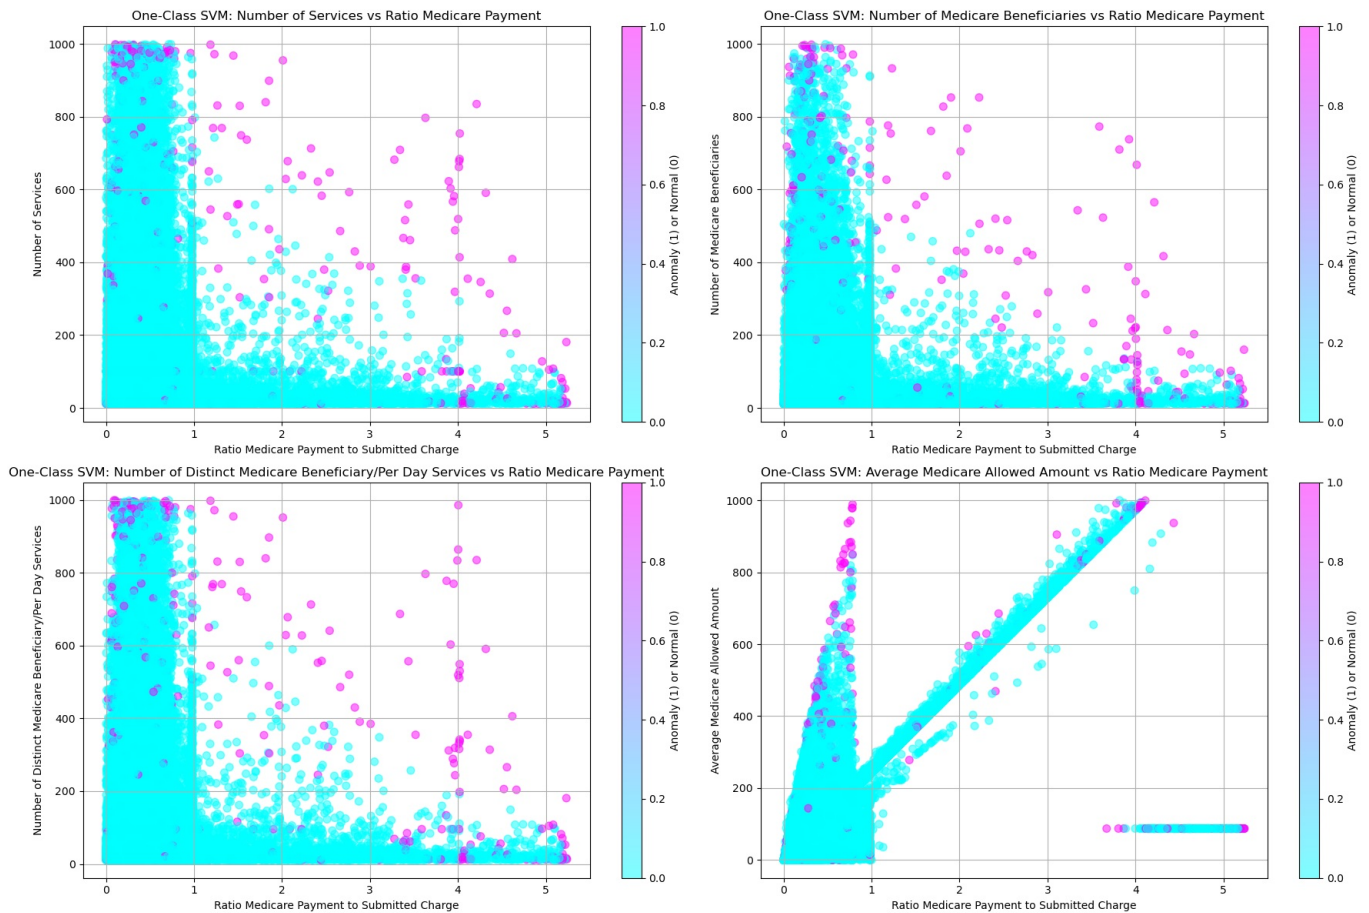 One-Class SVM: Number of Services vs Ratio Medicare Payment
1000
800
600
400
200
0
Number of Services
0 1 2 3 4 5
Ratio Medicare Payment to Submitted Charge
1.0
0.8
0.6
0.4
0.2
0.0
Anomaly (1) or Normal (0)
One-Class SVM: Number of Medicare Beneficiaries vs Ratio Medicare Payment
1000
800
600
400
200
0
Number of Medicare Beneficiaries
0 1 2 3 4 5
Ratio Medicare Payment to Submitted Charge
1.0
0.8
0.6
0.4
0.2
0.0
Anomaly (1) or Normal (0)
One-Class SVM: Number of Distinct Medicare Beneficiary/Per Day Services vs Ratio Medicare Payment
1000
800
600
400
200
0
Number of Distinct Medicare Beneficiary/Per Day Services
0 1 2 3 4 5
Ratio Medicare Payment to Submitted Charge
1.0
0.8
0.6
0.4
0.2
0.0
Anomaly (1) or Normal (0)
One-Class SVM: Average Medicare Allowed Amount vs Ratio Medicare Payment
1000
800
600
400
200
0
Average Medicare Allowed Amount
0 1 2 3 4 5
Ratio Medicare Payment to Submitted Charge
1.0
0.8
0.6
0.4
0.2
0.0
Anomaly (1) or Normal (0)